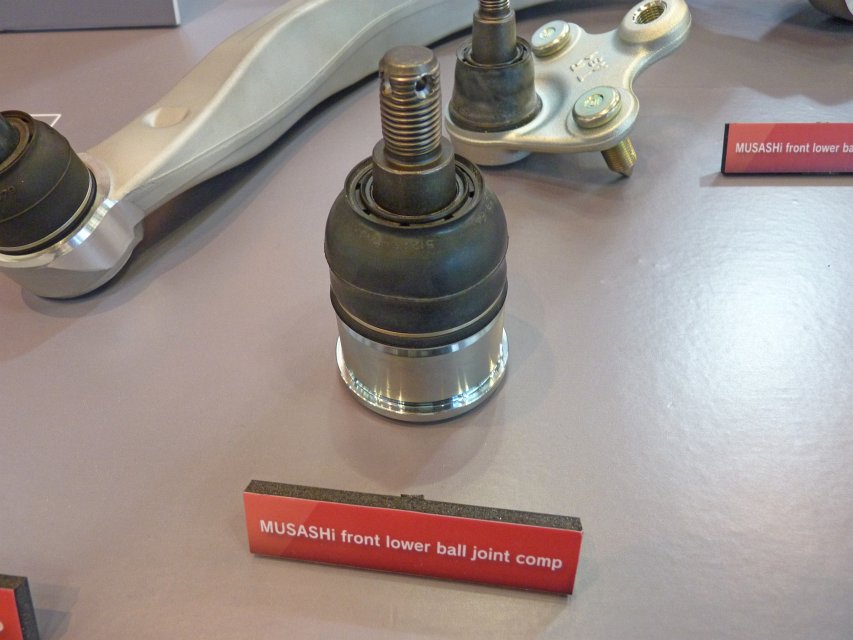 MUSASHi front lower ba
MUSASHi front lower ball joint comp